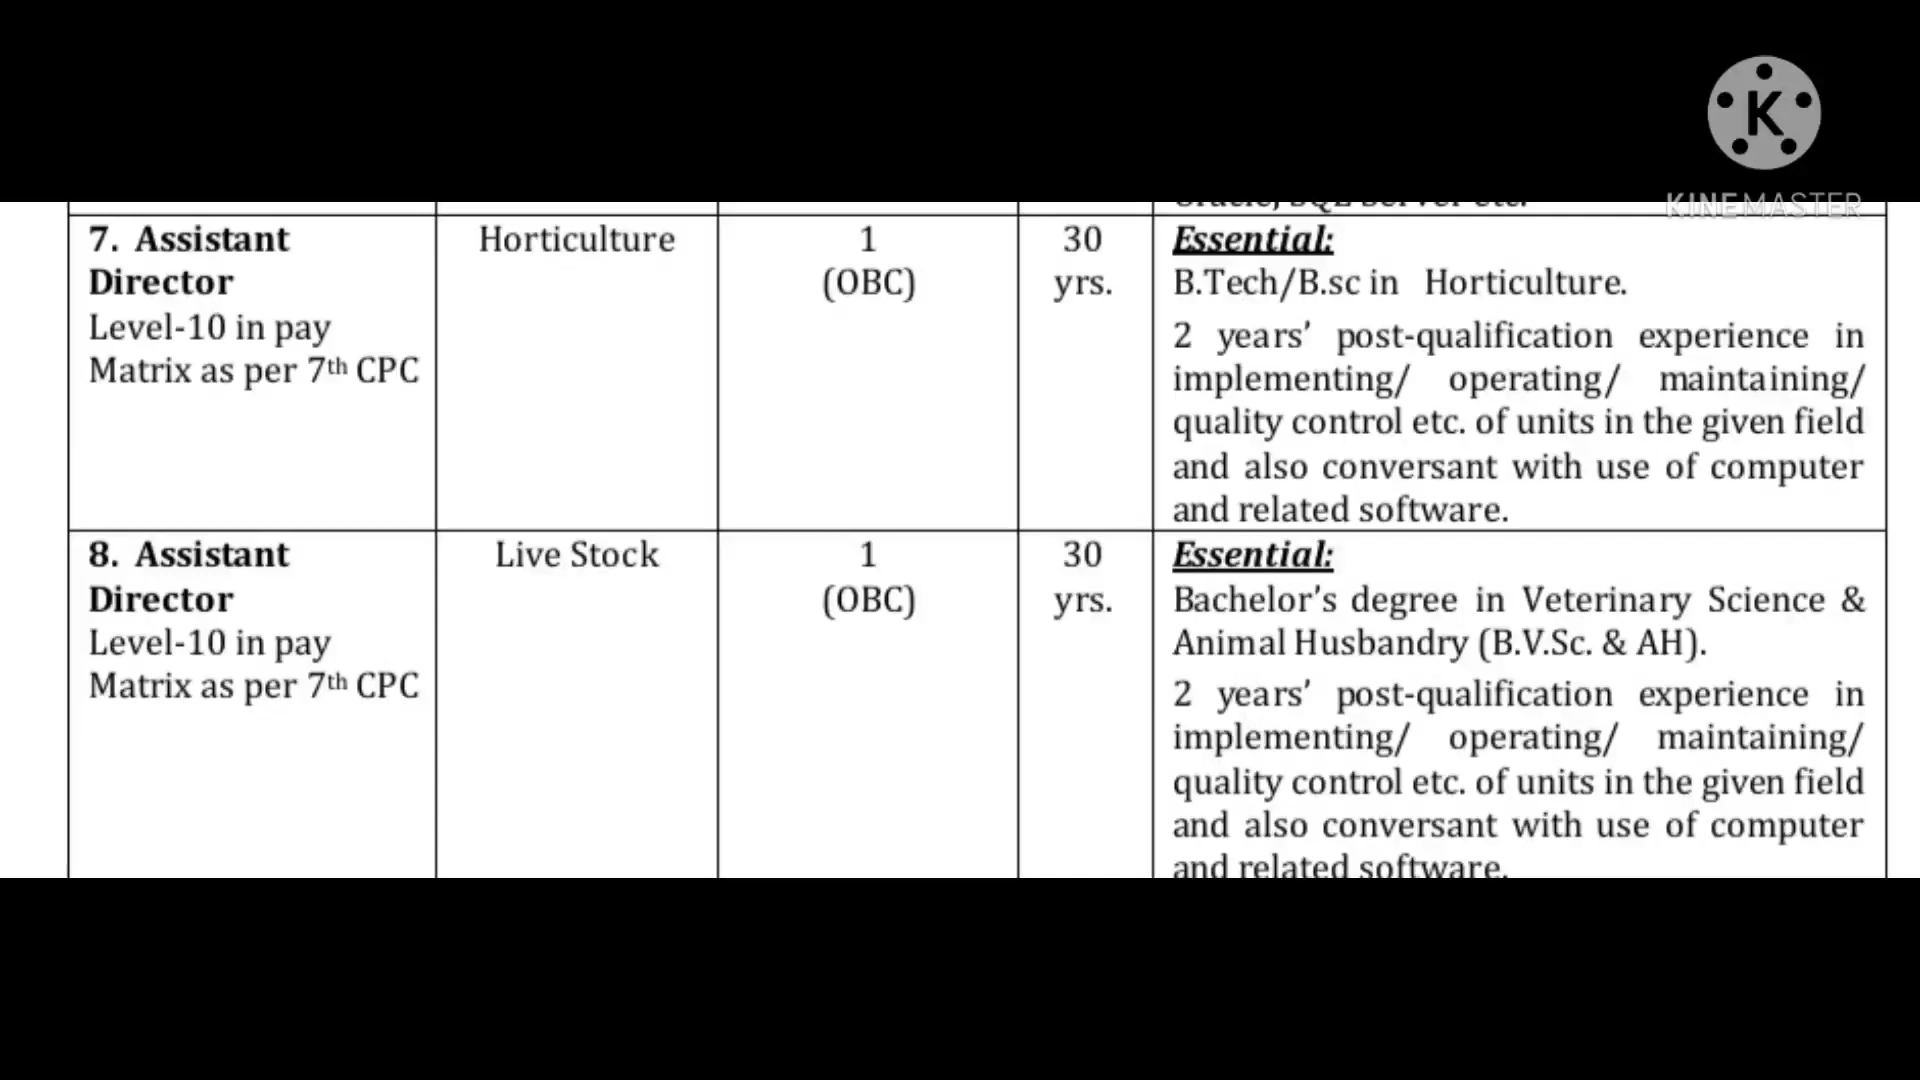 K
KINEMASTER
Oracle, SQL Server etc.
7. Assistant
Director
Level-10 in pay
Matrix as per 7th CPC
Horticulture
1
(OBC)
30
yrs.
Essential:
B.Tech/B.sc in Horticulture.
2 years’ post-qualification experience in
implementing/ operating/ maintaining/
quality control etc. of units in the given field
and also conversant with use of computer
and related software.
8. Assistant
Director
Level-10 in pay
Matrix as per 7th CPC
Live Stock
1
(OBC)
30
yrs.
Essential:
Bachelor’s degree in Veterinary Science &
Animal Husbandry (B.V.Sc. & AH).
2 years’ post-qualification experience in
implementing/ operating/ maintaining/
quality control etc. of units in the given field
and also conversant with use of computer
and related software.